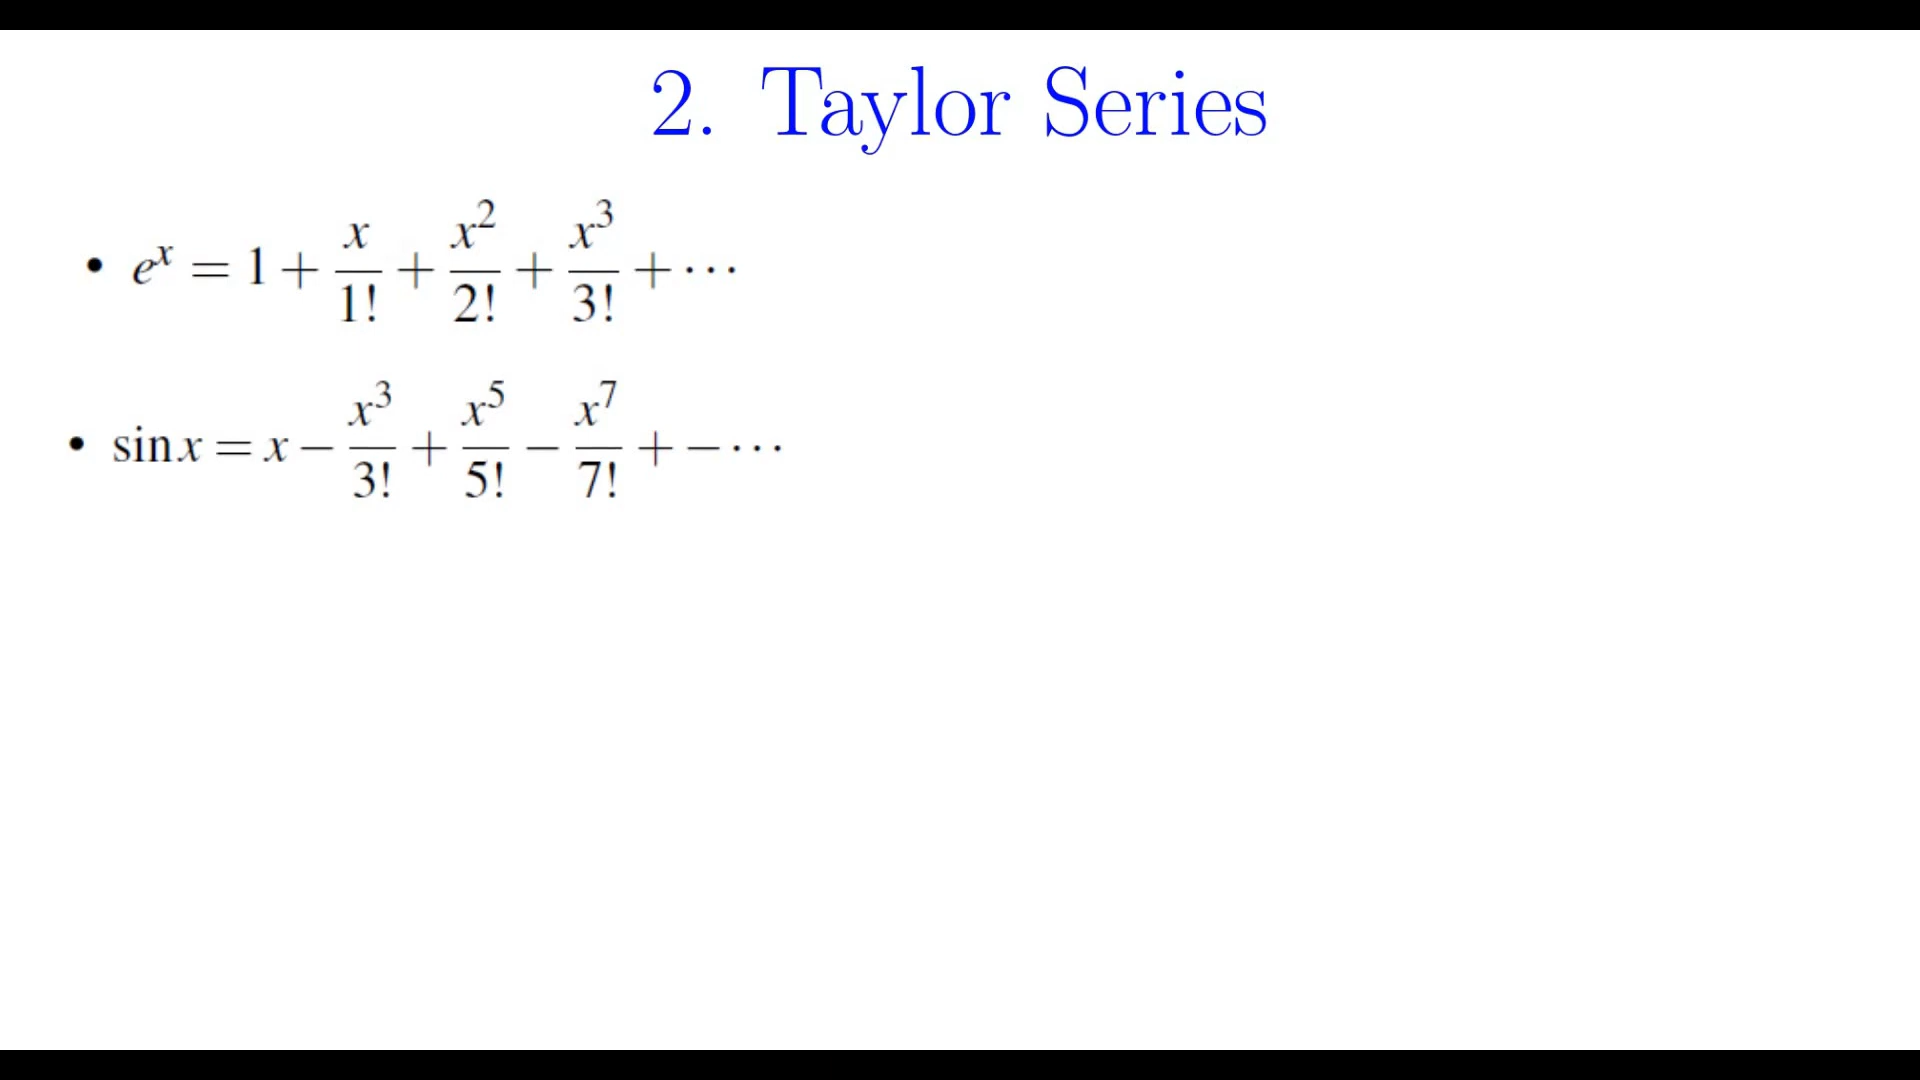 2. Taylor Series
• e^x = 1 + x/1! + x^2/2! + x^3/3! + ⋯
• sin x = x − x^3/3! + x^5/5! − x^7/7! + − ⋯